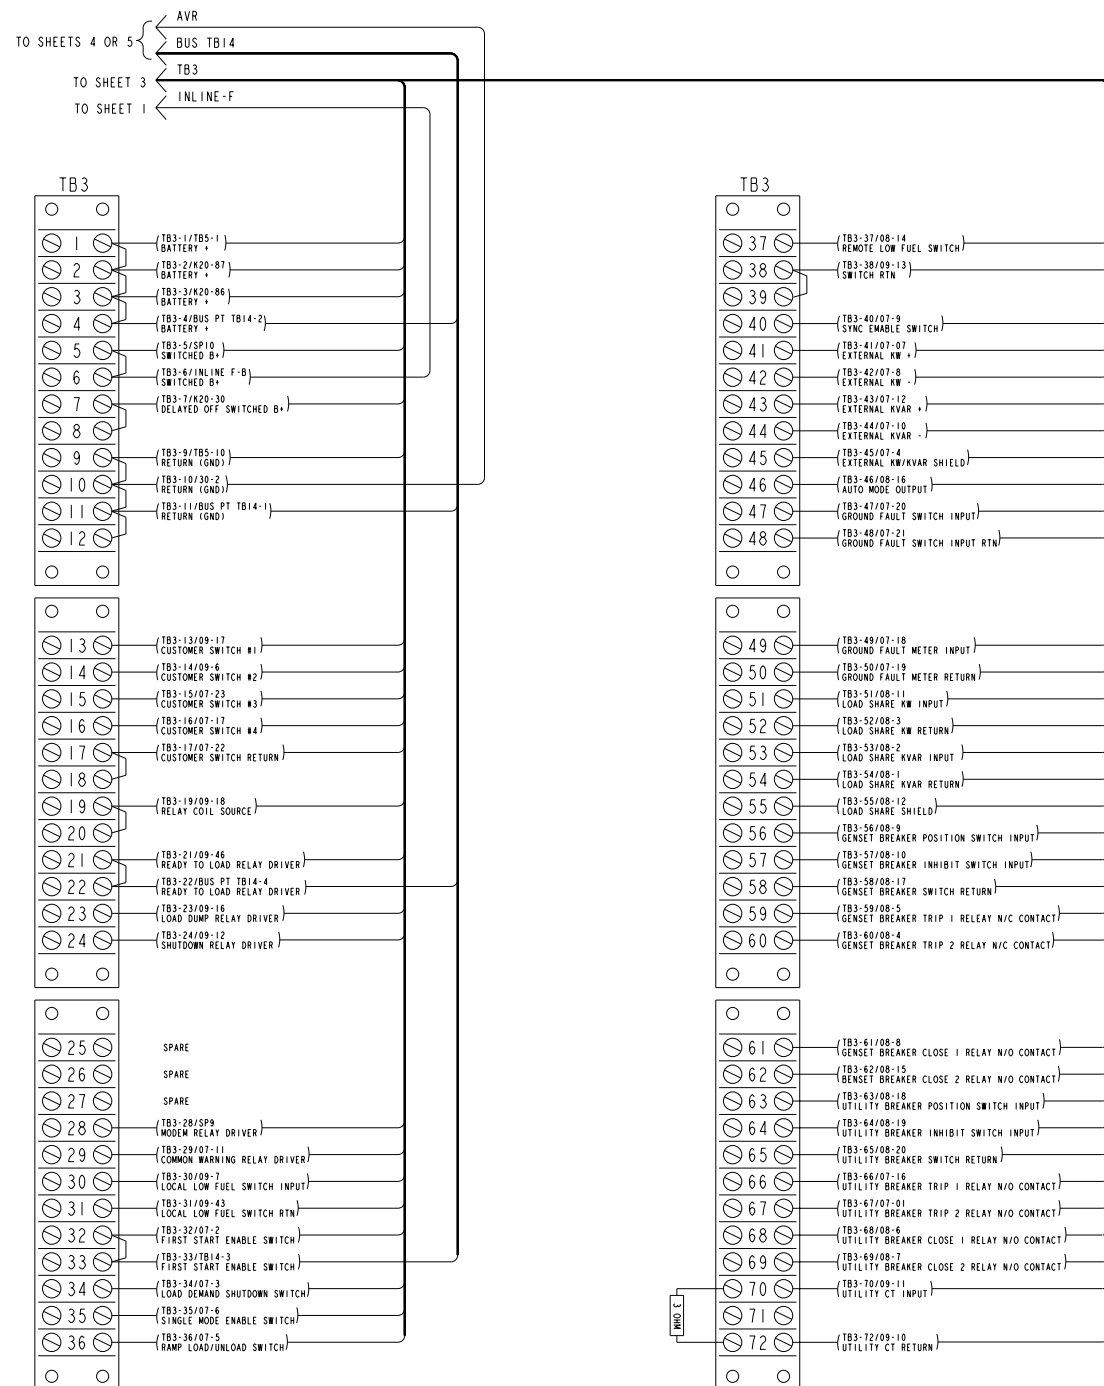 AVR
TO SHEETS 4 OR 5
BUS TB14
TB3
TO SHEET 3
INLINE-F
TO SHEET 1
TB3
1
TB3-1/TB5-1
BATTERY +
2
TB3-2/K20-87
BATTERY +
3
TB3-3/K20-86
BATTERY +
4
TB3-4/BUS PT TB14-2
BATTERY +
5
TB3-5/SP10
SWITCHED B+
6
TB3-6/INLINE F-B
SWITCHED B+
7
TB3-7/K20-30
DELAYED OFF SWITCHED B+
8
9
TB3-9/TB5-10
RETURN (GND)
10
TB3-10/30-2
RETURN (GND)
11
TB3-11/BUS PT TB14-1
RETURN (GND)
12
13
TB3-13/09-17
CUSTOMER SWITCH #1
14
TB3-14/09-6
CUSTOMER SWITCH #2
15
TB3-15/07-23
CUSTOMER SWITCH #3
16
TB3-16/07-17
CUSTOMER SWITCH #4
17
TB3-17/07-22
CUSTOMER SWITCH RETURN
18
19
TB3-19/09-18
RELAY COIL SOURCE
20
21
TB3-21/09-46
READY TO LOAD RELAY DRIVER
22
TB3-22/BUS PT TB14-4
READY TO LOAD RELAY DRIVER
23
TB3-23/09-16
LOAD DUMP RELAY DRIVER
24
TB3-24/09-12
SHUTDOWN RELAY DRIVER
25
SPARE
26
SPARE
27
SPARE
28
TB3-28/SP9
MODEM RELAY DRIVER
29
TB3-29/07-11
COMMON WARNING RELAY DRIVER
30
TB3-30/09-7
LOCAL LOW FUEL SWITCH INPUT
31
TB3-31/09-43
LOCAL LOW FUEL SWITCH RTN
32
TB3-32/07-2
FIRST START ENABLE SWITCH
33
TB3-33/TB14-3
FIRST START ENABLE SWITCH
34
TB3-34/07-3
LOAD DEMAND SHUTDOWN SWITCH
35
TB3-35/07-6
SINGLE MODE ENABLE SWITCH
36
TB3-36/07-5
RAMP LOAD/UNLOAD SWITCH
TB3
37
TB3-37/08-14
REMOTE LOW FUEL SWITCH
38
TB3-38/09-13
SWITCH RTN
39
40
TB3-40/07-9
SYNC EMABLE SWITCH
41
TB3-41/07-07
EXTERNAL KW +
42
TB3-42/07-8
EXTERNAL KW -
43
TB3-43/07-12
EXTERNAL KVAR +
44
TB3-44/07-10
EXTERNAL KVAR -
45
TB3-45/07-4
EXTERNAL KW/KVAR SHIELD
46
TB3-46/08-16
AUTO MODE OUTPUT
47
TB3-47/07-20
GROUND FAULT SWITCH INPUT
48
TB3-48/07-21
GROUND FAULT SWITCH INPUT RTN
49
TB3-49/07-18
GROUND FAULT METER INPUT
50
TB3-50/07-19
GROUND FAULT METER RETURN
51
TB3-51/08-11
LOAD SHARE KW INPUT
52
TB3-52/08-3
LOAD SHARE KW RETURN
53
TB3-53/08-2
LOAD SHARE KVAR INPUT
54
TB3-54/08-1
LOAD SHARE KVAR RETURN
55
TB3-55/08-12
LOAD SHARE SHIELD
56
TB3-56/08-9
GENSET BREAKER POSITION SWITCH INPUT
57
TB3-57/08-10
GENSET BREAKER INHIBIT SWITCH INPUT
58
TB3-58/08-17
GENSET BREAKER SWITCH RETURN
59
TB3-59/08-5
GENSET BREAKER TRIP 1 RELEAY N/C CONTACT
60
TB3-60/08-4
GENSET BREAKER TRIP 2 RELAY N/C CONTACT
61
TB3-61/08-8
GENSET BREAKER CLOSE 1 RELAY N/O CONTACT
62
TB3-62/08-15
BENSET BREAKER CLOSE 2 RELAY N/O CONTACT
63
TB3-63/08-18
UTILITY BREAKER POSITION SWITCH INPUT
64
TB3-64/08-19
UTILITY BREAKER INHIBIT SWITCH INPUT
65
TB3-65/08-20
UTILITY BREAKER SWITCH RETURN
66
TB3-66/07-16
UTILITY BREAKER TRIP 1 RELAY N/O CONTACT
67
TB3-67/07-01
UTILITY BREAKER TRIP 2 RELAY N/O CONTACT
68
TB3-68/08-6
UTILITY BREAKER CLOSE 1 RELAY N/O CONTACT
69
TB3-69/08-7
UTILITY BREAKER CLOSE 2 RELAY N/O CONTACT
70
TB3-70/09-11
UTILITY CT INPUT
71
3 OHM
72
TB3-72/09-10
UTILITY CT RETURN